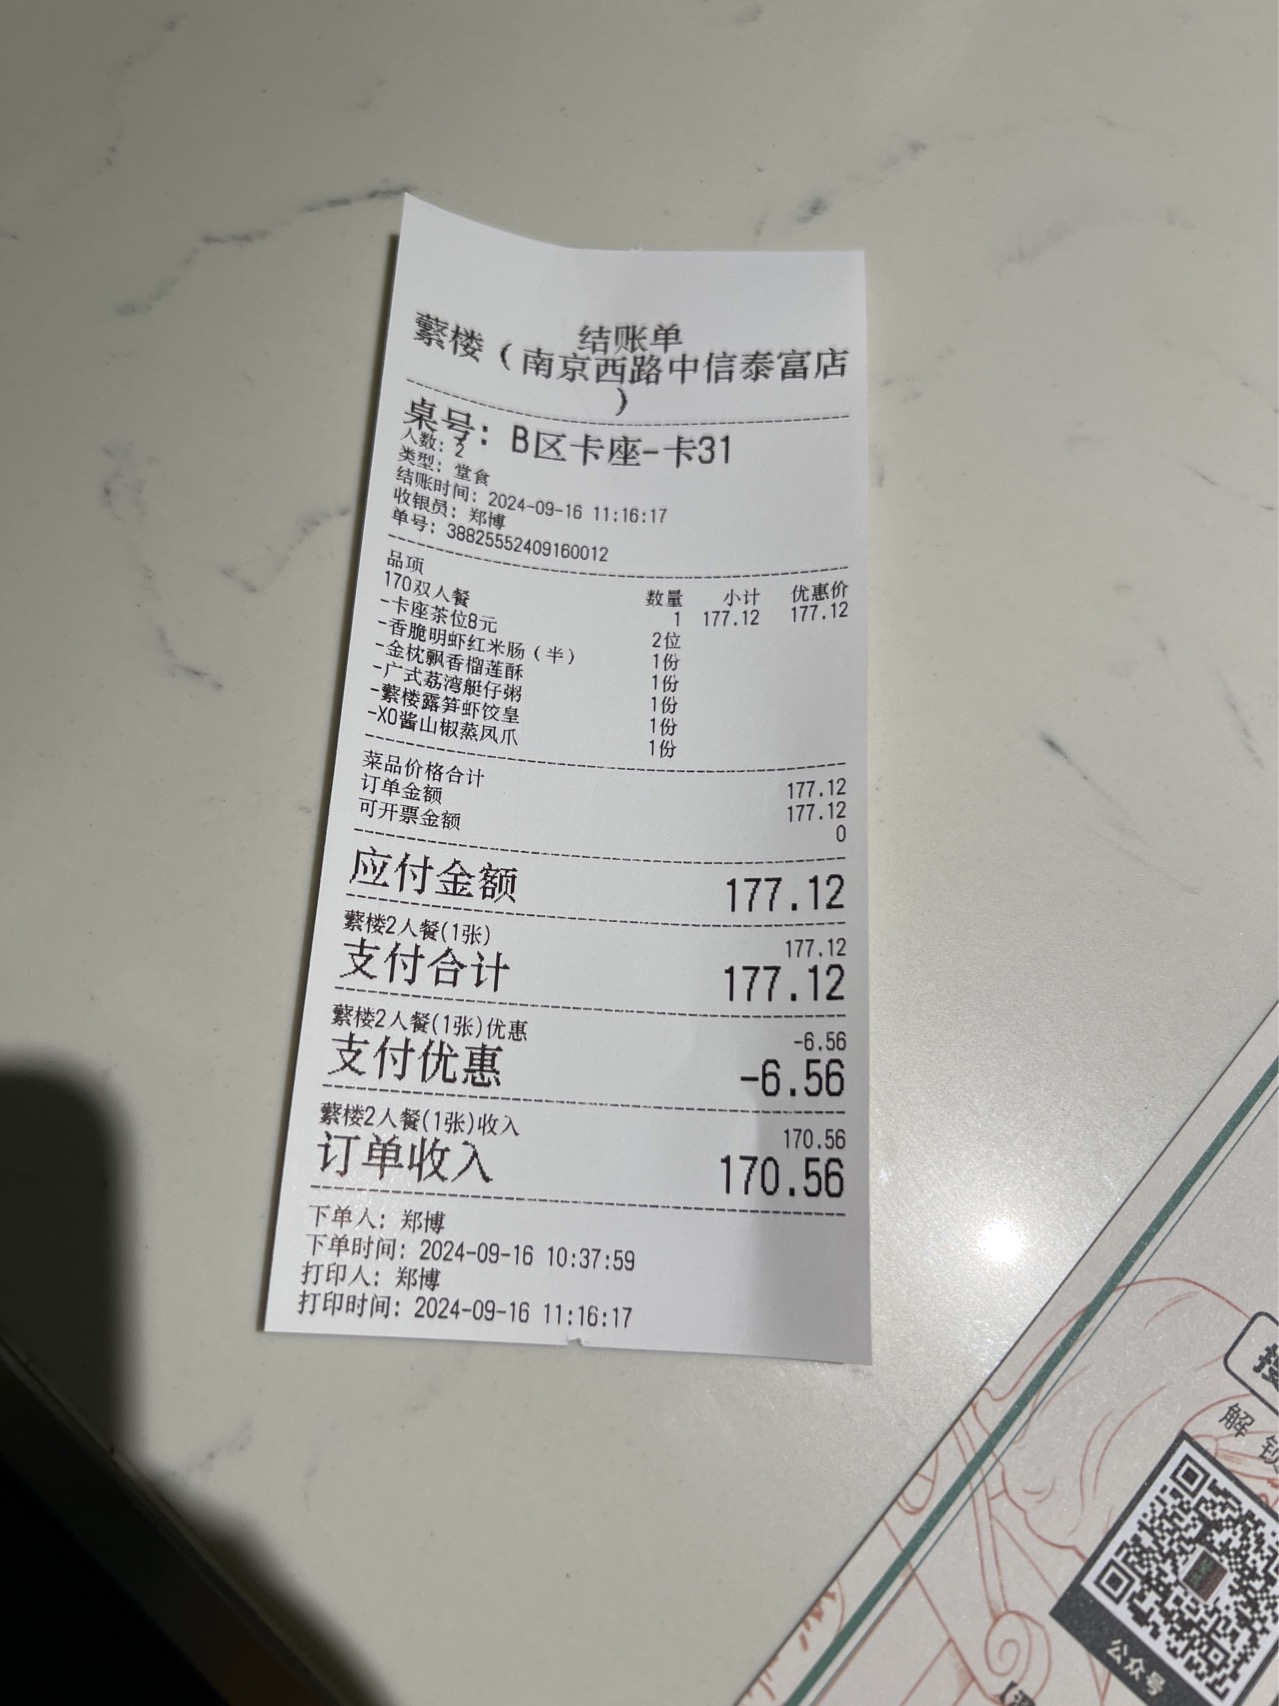 结账单
蘩楼（南京西路中信泰富店
）
桌号: B区卡座-卡31
人数: 2
类型: 堂食
结账时间: 2024-09-16 11:16:17
收银员: 郑博
单号: 38825552409160012
品项 数量 小计 优惠价
170双人餐 1 177.12 177.12
-卡座茶位8元 2位
-香脆明虾红米肠（半） 1份
-金枕飘香榴莲酥 1份
-广式荔湾艇仔粥 1份
-蘩楼露笋虾饺皇 1份
-XO酱山椒蒸凤爪 1份
菜品价格合计 177.12
订单金额 177.12
可开票金额 0
应付金额 177.12
蘩楼2人餐(1张) 177.12
支付合计 177.12
蘩楼2人餐(1张)优惠 -6.56
支付优惠 -6.56
蘩楼2人餐(1张)收入 170.56
订单收入 170.56
下单人: 郑博
下单时间: 2024-09-16 10:37:59
打印人: 郑博
打印时间: 2024-09-16 11:16:17
解锁
公众号